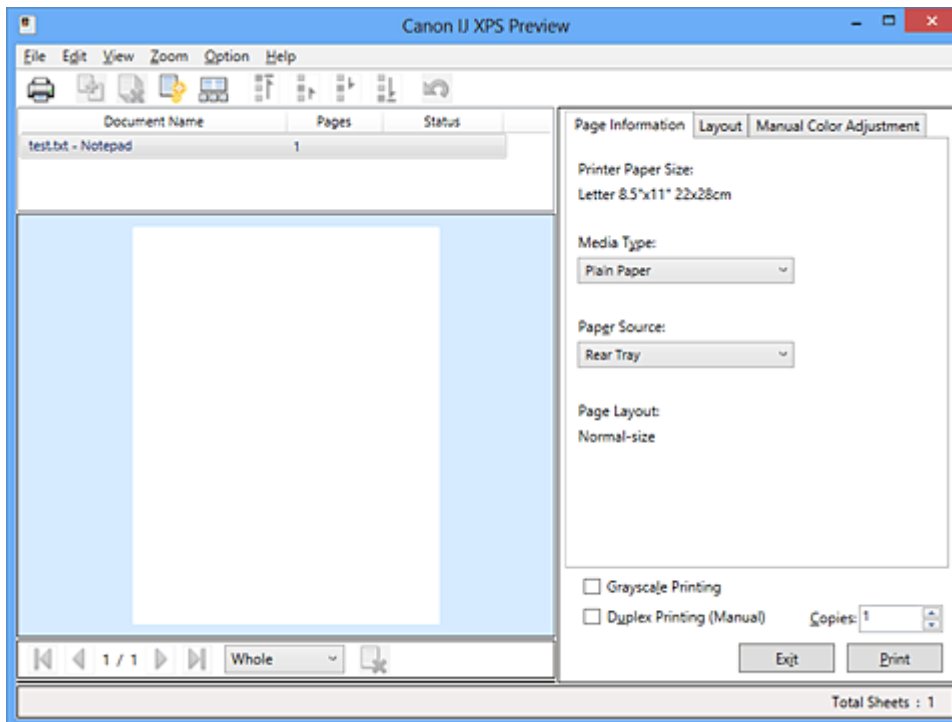 Canon IJ XPS Preview
File Edit View Zoom Option Help
Document Name Pages Status
test.txt - Notepad 1
Page Information Layout Manual Color Adjustment
Printer Paper Size:
Letter 8.5"x11" 22x28cm
Media Type:
Plain Paper
Paper Source:
Rear Tray
Page Layout:
Normal-size
Grayscale Printing
Duplex Printing (Manual) Copies: 1
1 / 1 Whole
Exit Print
Total Sheets : 1